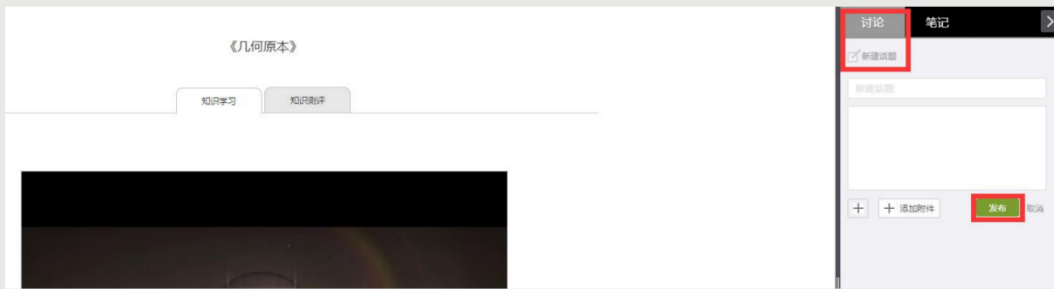 《几何原本》
知识学习
知识测评
讨论
笔记
新建话题
新建话题
添加附件
发布
取消